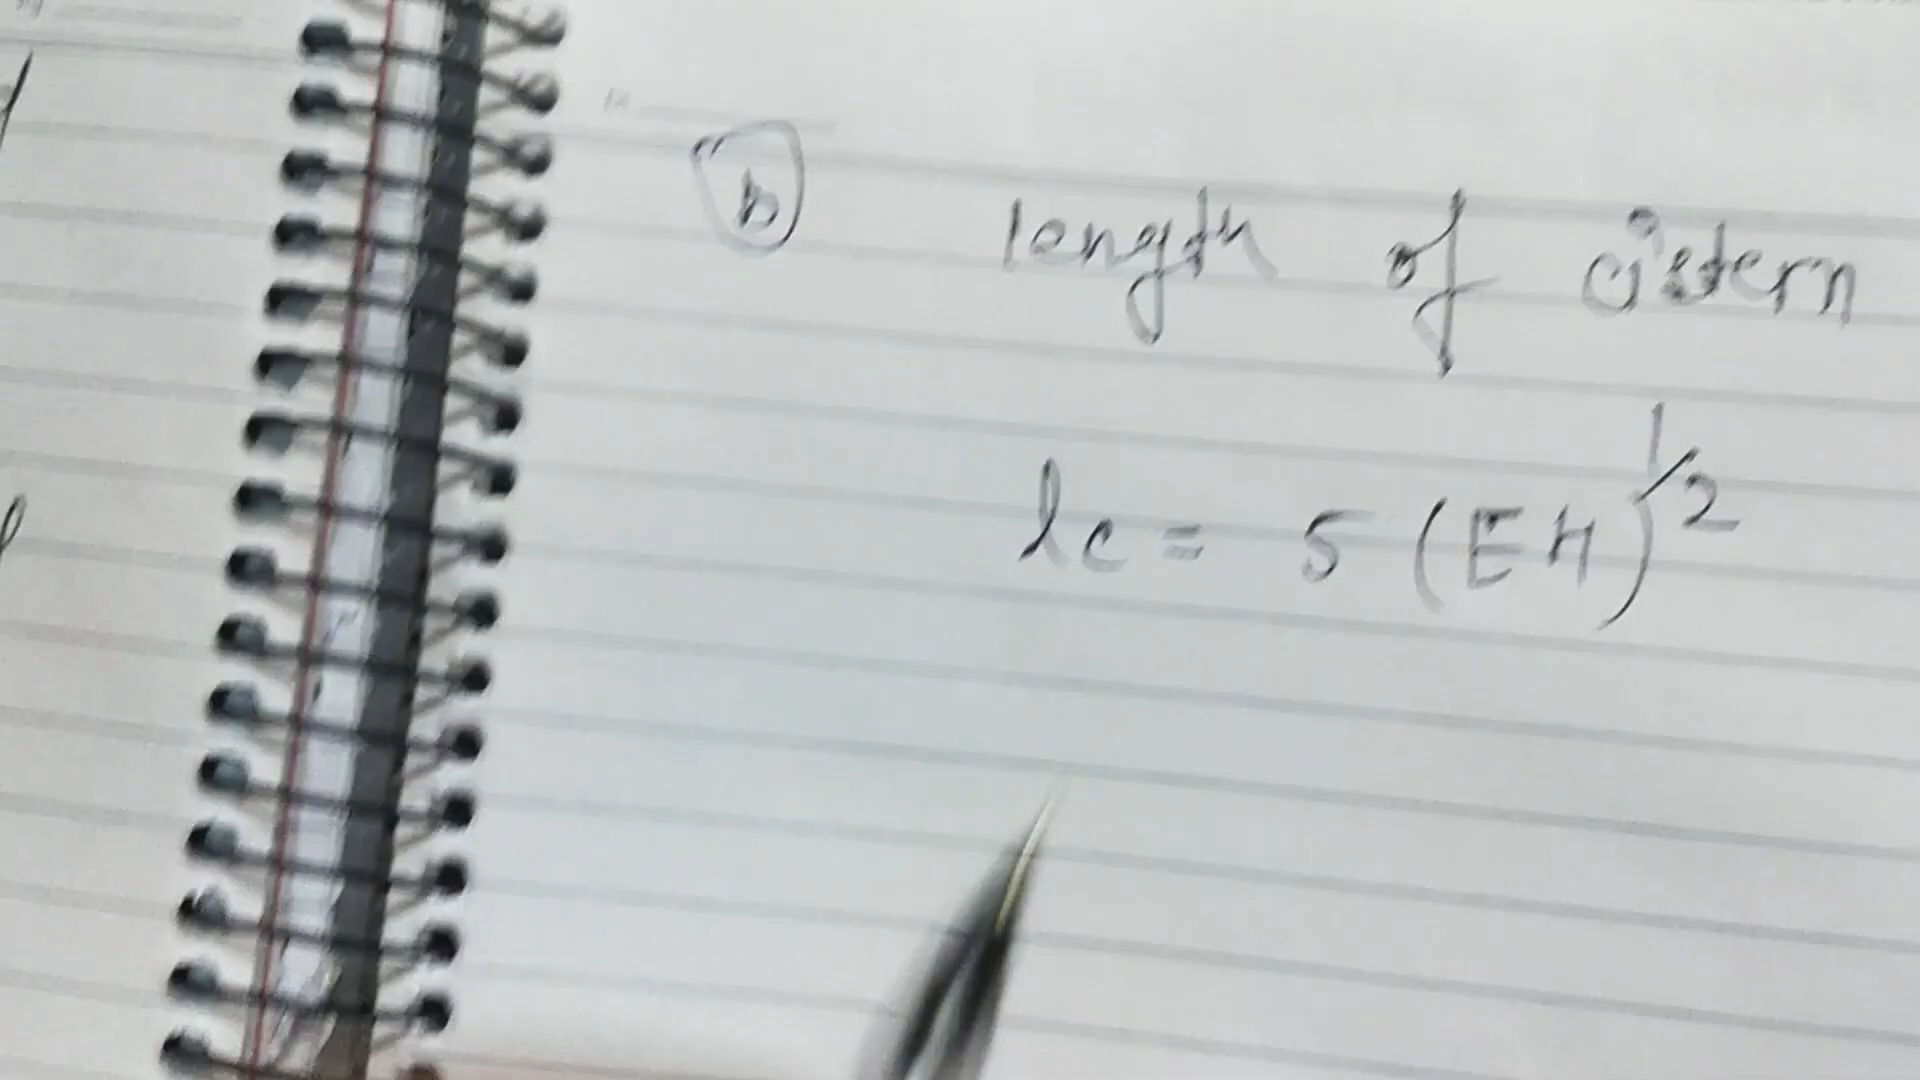 (b) length of cistern
lc = 5 (EH)^1/2